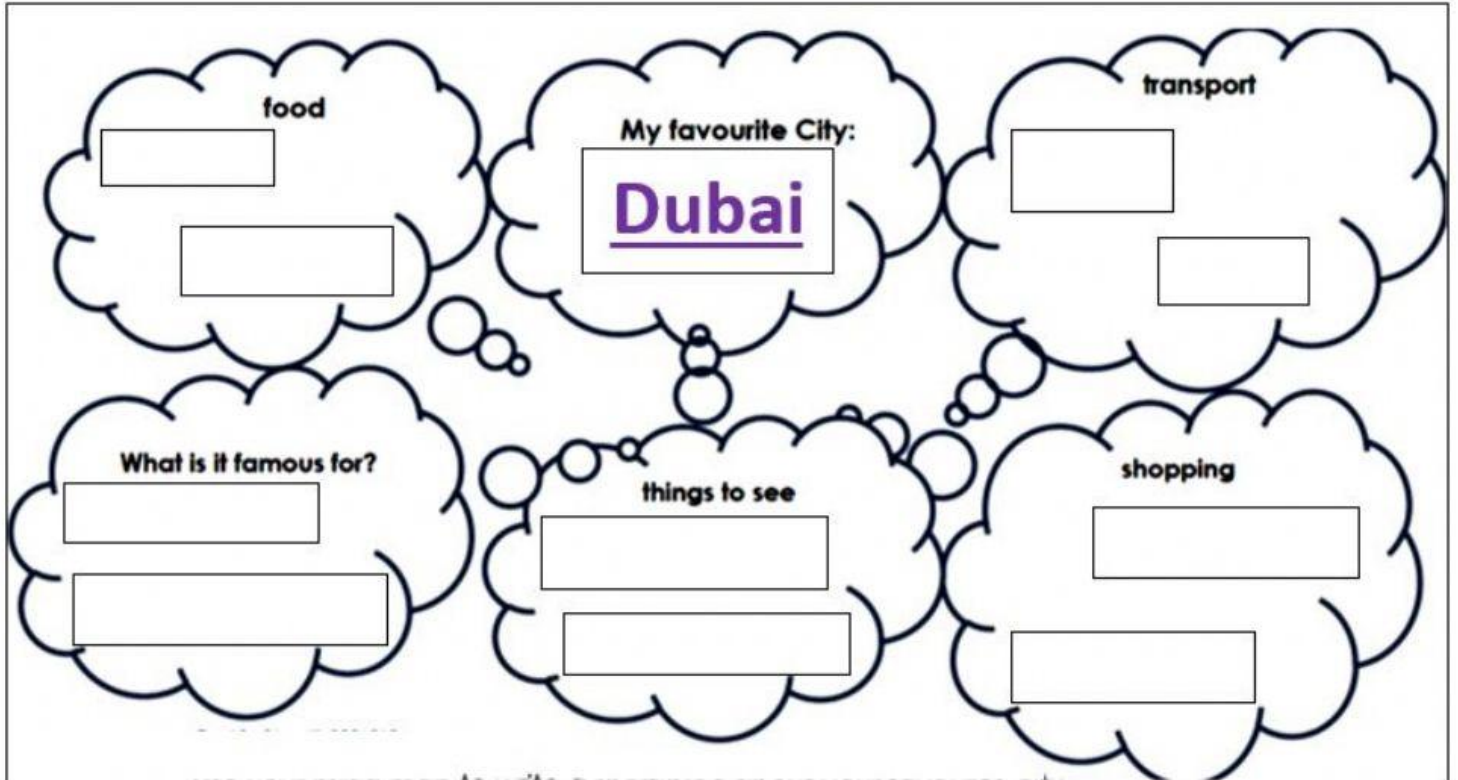 food
My favourite City:
Dubai
transport
What is it famous for?
things to see
shopping